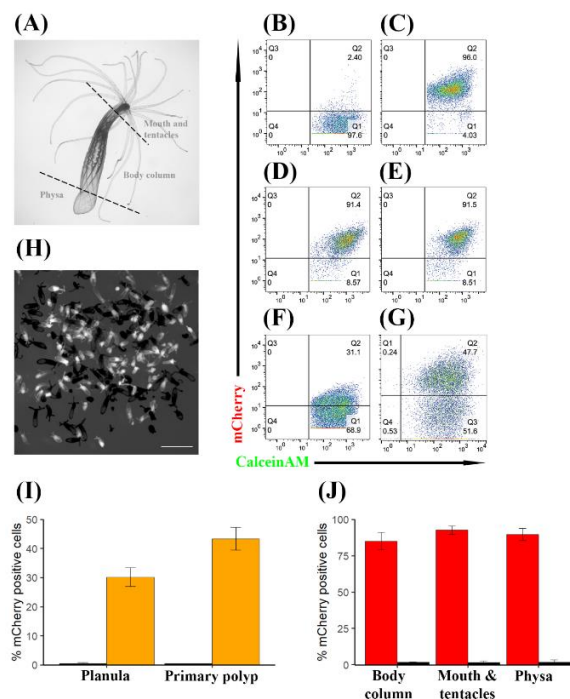 (A)
Mouth and
tentacles
Body column
Physa
(B)
Q3
0
Q2
2.40
Q4
0
Q1
97.6
(C)
Q3
0
Q2
96.0
Q4
0
Q1
4.03
(D)
Q3
0
Q2
91.4
Q4
0
Q1
8.57
(E)
Q3
0
Q2
91.5
Q4
0
Q1
8.51
(F)
Q3
0
Q2
31.1
Q4
0
Q1
68.9
(G)
Q1
0.24
Q2
47.7
Q4
0.53
Q3
51.6
mCherry
CalceinAM
(H)
(I)
% mCherry positive cells
50
40
30
20
10
0
Planula Primary polyp
(J)
% mCherry positive cells
100
75
50
25
0
Body Mouth & Physa
column tentacles